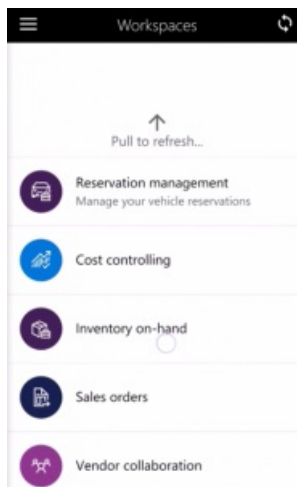 Workspaces
Pull to refresh...
Reservation management
Manage your vehicle reservations
Cost controlling
Inventory on-hand
Sales orders
Vendor collaboration